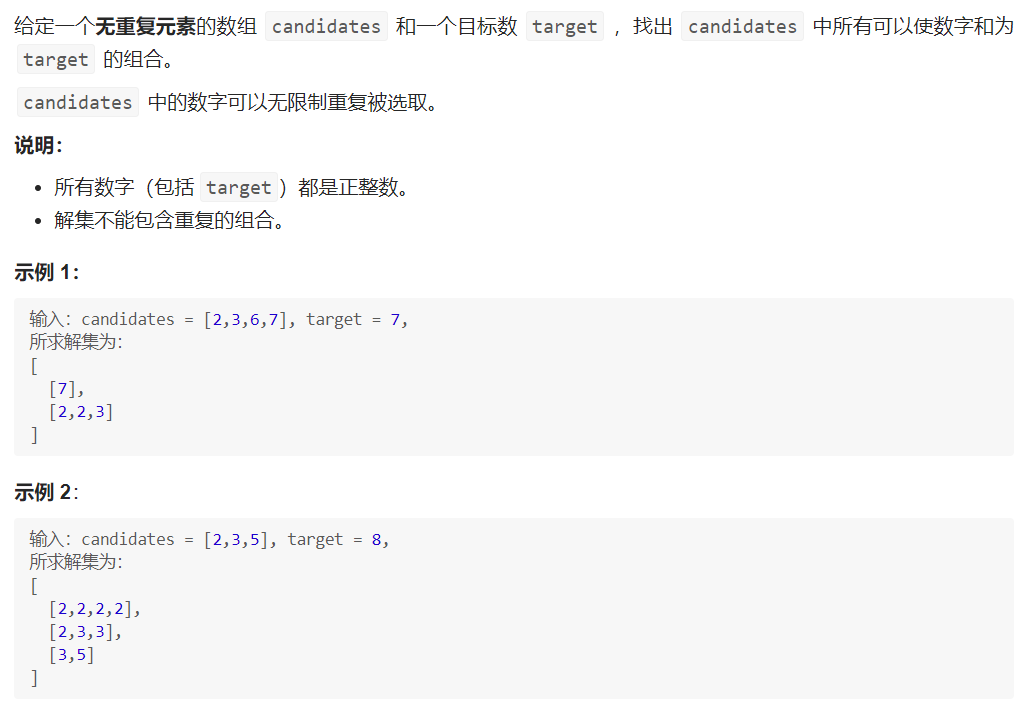 给定一个无重复元素的数组 candidates 和一个目标数 target ，找出 candidates 中所有可以使数字和为
target 的组合。
candidates 中的数字可以无限制重复被选取。
说明：
• 所有数字（包括 target）都是正整数。
• 解集不能包含重复的组合。
示例 1：
输入：candidates = [2,3,6,7], target = 7,
所求解集为：
[
  [7],
  [2,2,3]
]
示例 2：
输入：candidates = [2,3,5], target = 8,
所求解集为：
[
  [2,2,2,2],
  [2,3,3],
  [3,5]
]